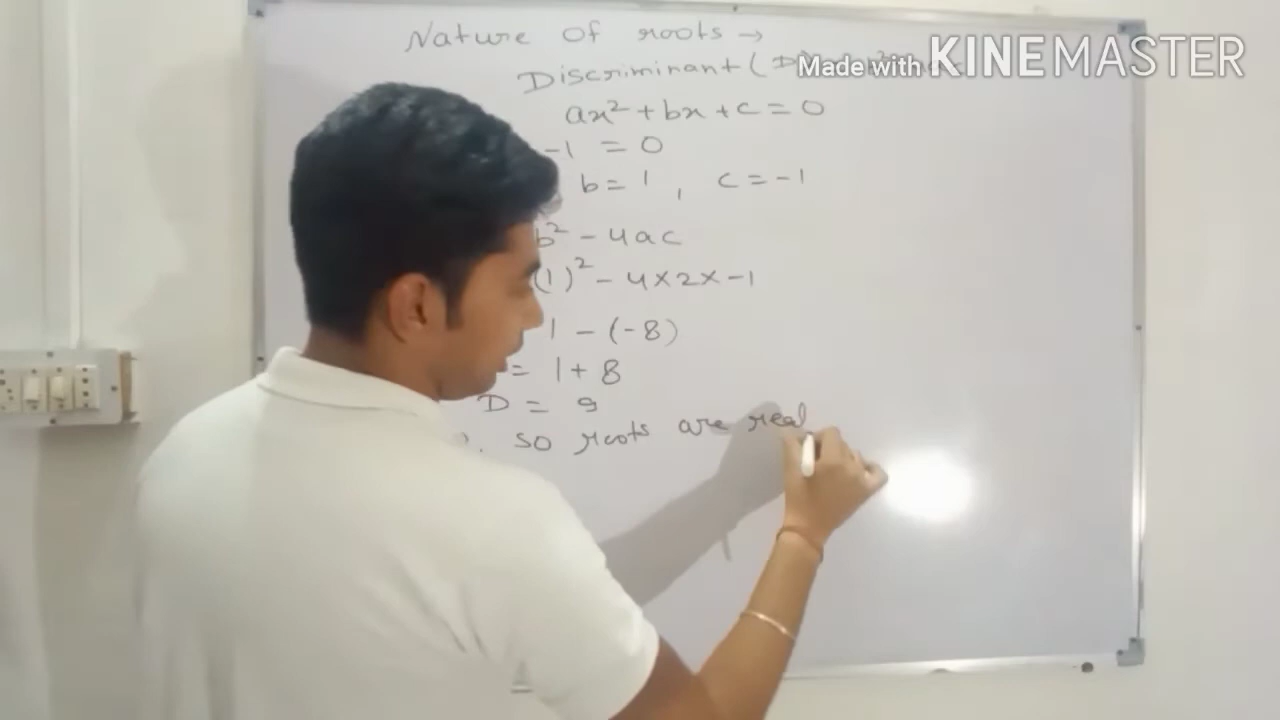 Nature of roots →
Discriminant (
Made with KINEMASTER
ax² + bx + c = 0
-1 = 0
b = 1 , c = -1
b² - 4ac
(1)² - 4×2× -1
1 - (-8)
= 1 + 8
D = 9
so roots are real